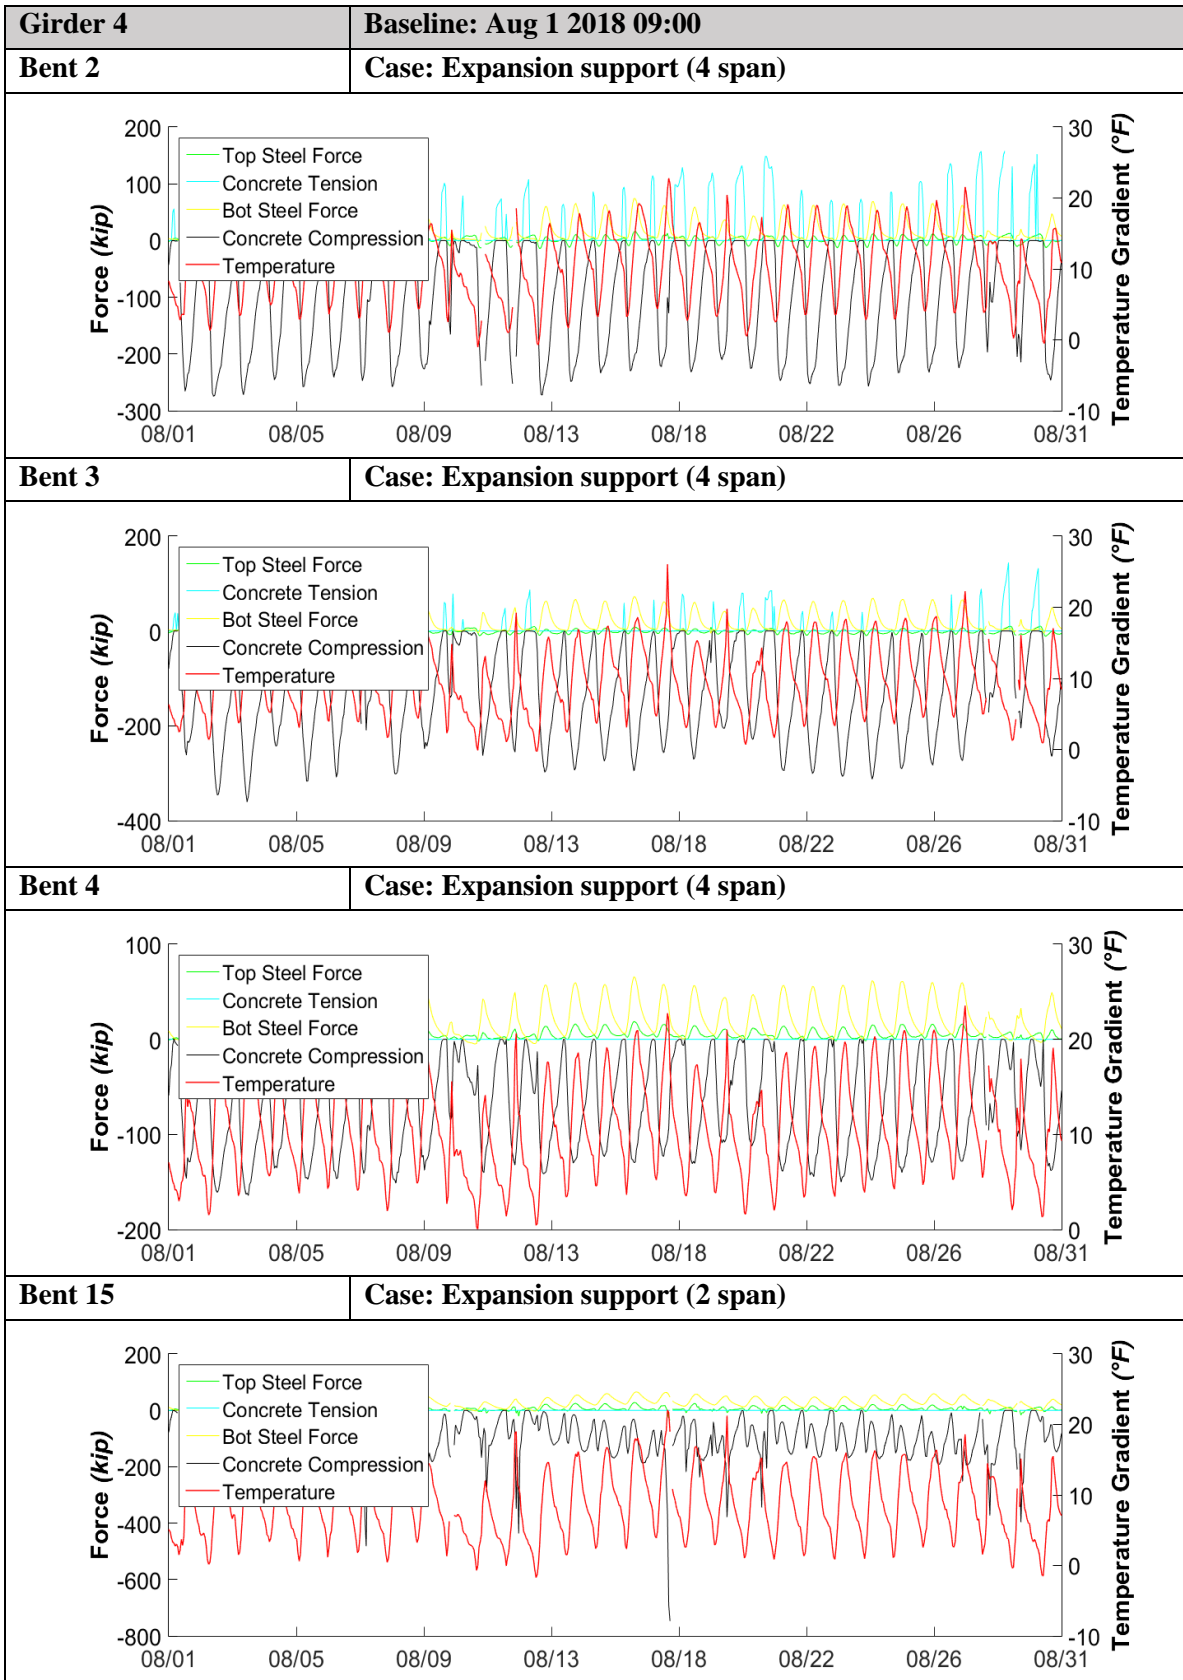 Girder 4 Baseline: Aug 1 2018 09:00
Bent 2 Case: Expansion support (4 span)
200 30
Top Steel Force
Concrete Tension
100 20
Bot Steel Force
0 Concrete Compression
Temperature 10
-100
-200 0
-300 -10
Force (kip)
Temperature Gradient (°F)
08/01 08/05 08/09 08/13 08/18 08/22 08/26 08/31
Bent 3 Case: Expansion support (4 span)
200 30
Top Steel Force
Concrete Tension
20
Bot Steel Force
0 Concrete Compression
Temperature 10
-200
0
-400 -10
Force (kip)
Temperature Gradient (°F)
08/01 08/05 08/09 08/13 08/18 08/22 08/26 08/31
Bent 4 Case: Expansion support (4 span)
100 30
Top Steel Force
Concrete Tension
Bot Steel Force
0 20
Concrete Compression
Temperature
-100 10
-200 0
Force (kip)
Temperature Gradient (°F)
08/01 08/05 08/09 08/13 08/18 08/22 08/26 08/31
Bent 15 Case: Expansion support (2 span)
200 30
Top Steel Force
0 Concrete Tension
20
Bot Steel Force
-200 Concrete Compression
Temperature 10
-400
0
-600
-800 -10
Force (kip)
Temperature Gradient (°F)
08/01 08/05 08/09 08/13 08/18 08/22 08/26 08/31